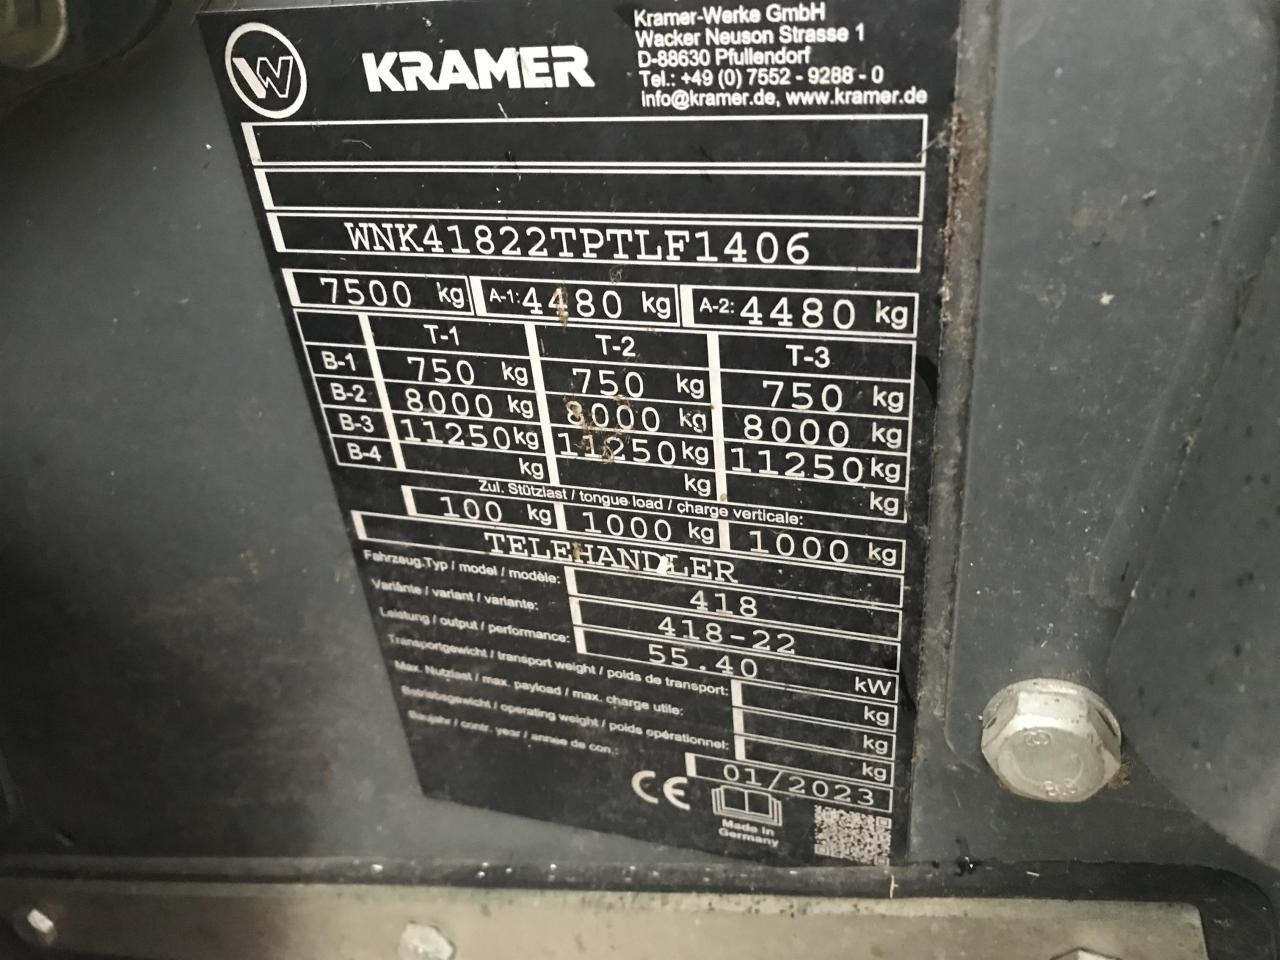 KRAMER
Kramer-Werke GmbH
Wacker Neuson Strasse 1
D-88630 Pfullendorf
Tel.: +49 (0) 7552 - 9288 - 0
info@kramer.de, www.kramer.de
WNK41822TPTLF1406
7500 kg A-1: 4480 kg A-2: 4480 kg
T-1 T-2 T-3
B-1 750 kg 750 kg 750 kg
B-2 8000 kg 8000 kg 8000 kg
B-3 11250 kg 11250 kg 11250 kg
B-4 kg kg kg
Zul. Stützlast / tongue load / charge verticale:
100 kg 1000 kg 1000 kg
TELEHANDLER
Fahrzeug.Typ / model / modèle: 418
Variante / variant / variante: 418-22
Leistung / output / performance: 55.40 kW
Transportgewicht / transport weight / poids de transport: kg
Max. Nutzlast / max. payload / max. charge utile: kg
Betriebsgewicht / operating weight / poids opérationnel: kg
Baujahr / contr. year / année de con.: 01/2023
CE
Made in
Germany